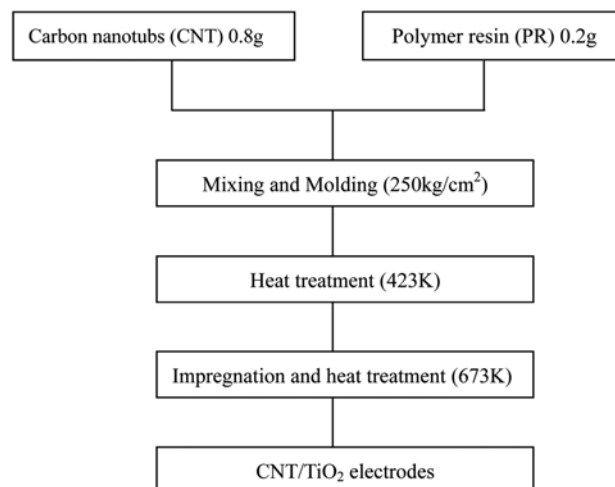 Carbon nanotubs (CNT) 0.8g
Polymer resin (PR) 0.2g
Mixing and Molding (250kg/cm²)
Heat treatment (423K)
Impregnation and heat treatment (673K)
CNT/TiO₂ electrodes